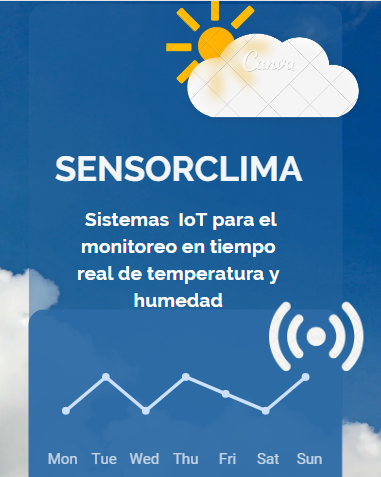 Canva
SENSORCLIMA
Sistemas IoT para el
monitoreo en tiempo
real de temperatura y
humedad
Mon Tue Wed Thu Fri Sat Sun